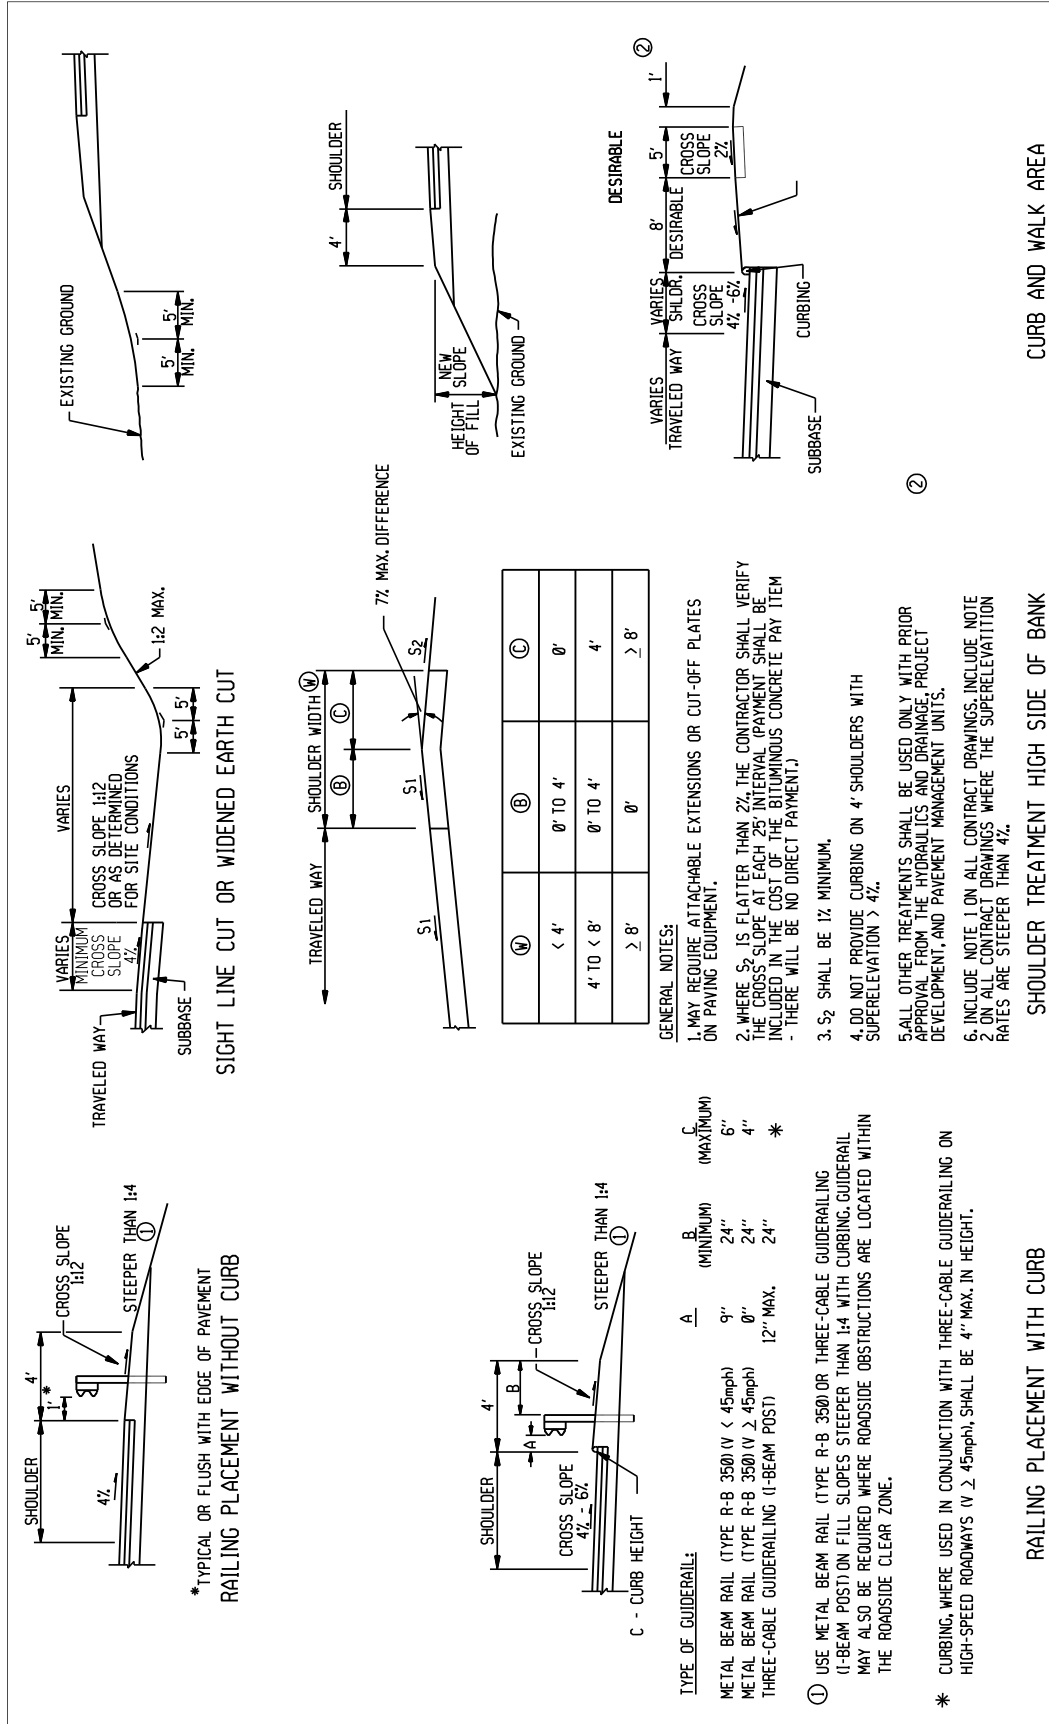 SHOULDER
4'
1'
*
4%
CROSS SLOPE
1:12
STEEPER THAN 1:4
1
*TYPICAL OR FLUSH WITH EDGE OF PAVEMENT
RAILING PLACEMENT WITHOUT CURB
SHOULDER
4'
A
B
CROSS SLOPE
4% - 6%
CROSS SLOPE
1:12
STEEPER THAN 1:4
1
C - CURB HEIGHT
TYPE OF GUIDERAIL:
A
B
(MINIMUM)
C
(MAXIMUM)
METAL BEAM RAIL (TYPE R-B 350)(V < 45mph) 9" 24" 6"
METAL BEAM RAIL (TYPE R-B 350)(V ≥ 45mph) 0" 24" 4"
THREE-CABLE GUIDERAILING (I-BEAM POST) 12" MAX. 24" *
1 USE METAL BEAM RAIL (TYPE R-B 350) OR THREE-CABLE GUIDERAILING
(I-BEAM POST) ON FILL SLOPES STEEPER THAN 1:4 WITH CURBING. GUIDERAIL
MAY ALSO BE REQUIRED WHERE ROADSIDE OBSTRUCTIONS ARE LOCATED WITHIN
THE ROADSIDE CLEAR ZONE.
* CURBING, WHERE USED IN CONJUNCTION WITH THREE-CABLE GUIDERAILING ON
HIGH-SPEED ROADWAYS (V ≥ 45mph), SHALL BE 4" MAX. IN HEIGHT.
RAILING PLACEMENT WITH CURB
TRAVELED WAY
VARIES
MINIMUM
CROSS
SLOPE
4%
SUBBASE
VARIES
CROSS SLOPE 1:12
OR AS DETERMINED
FOR SITE CONDITIONS
5'
5'
5'
MIN.
5'
MIN.
1:2 MAX.
SIGHT LINE CUT OR WIDENED EARTH CUT
TRAVELED WAY
SHOULDER WIDTH W
B
C
S1
S1
S2
7% MAX. DIFFERENCE
W B C
< 4' 0' TO 4' 0'
4' TO < 8' 0' TO 4' 4'
≥ 8' 0' ≥ 8'
GENERAL NOTES:
1. MAY REQUIRE ATTACHABLE EXTENSIONS OR CUT-OFF PLATES
ON PAVING EQUIPMENT.
2. WHERE S2 IS FLATTER THAN 2%, THE CONTRACTOR SHALL VERIFY
THE CROSS SLOPE AT EACH 25' INTERVAL (PAYMENT SHALL BE
INCLUDED IN THE COST OF THE BITUMINOUS CONCRETE PAY ITEM
- THERE WILL BE NO DIRECT PAYMENT.)
3. S2 SHALL BE 1% MINIMUM.
4. DO NOT PROVIDE CURBING ON 4' SHOULDERS WITH
SUPERELEVATION > 4%.
5.ALL OTHER TREATMENTS SHALL BE USED ONLY WITH PRIOR
APPROVAL FROM THE HYDRAULICS AND DRAINAGE, PROJECT
DEVELOPMENT, AND PAVEMENT MANAGEMENT UNITS.
6. INCLUDE NOTE 1 ON ALL CONTRACT DRAWINGS. INCLUDE NOTE
2 ON ALL CONTRACT DRAWINGS WHERE THE SUPERELEVATITION
RATES ARE STEEPER THAN 4%.
SHOULDER TREATMENT HIGH SIDE OF BANK
EXISTING GROUND
5'
MIN.
5'
MIN.
4'
SHOULDER
HEIGHT
OF FILL
NEW
SLOPE
EXISTING GROUND
DESIRABLE
2
VARIES
TRAVELED WAY
VARIES
SHLDR.
CROSS
SLOPE
4% -6%
8'
DESIRABLE
5'
CROSS
SLOPE
2%
1'
SUBBASE
CURBING
2
CURB AND WALK AREA